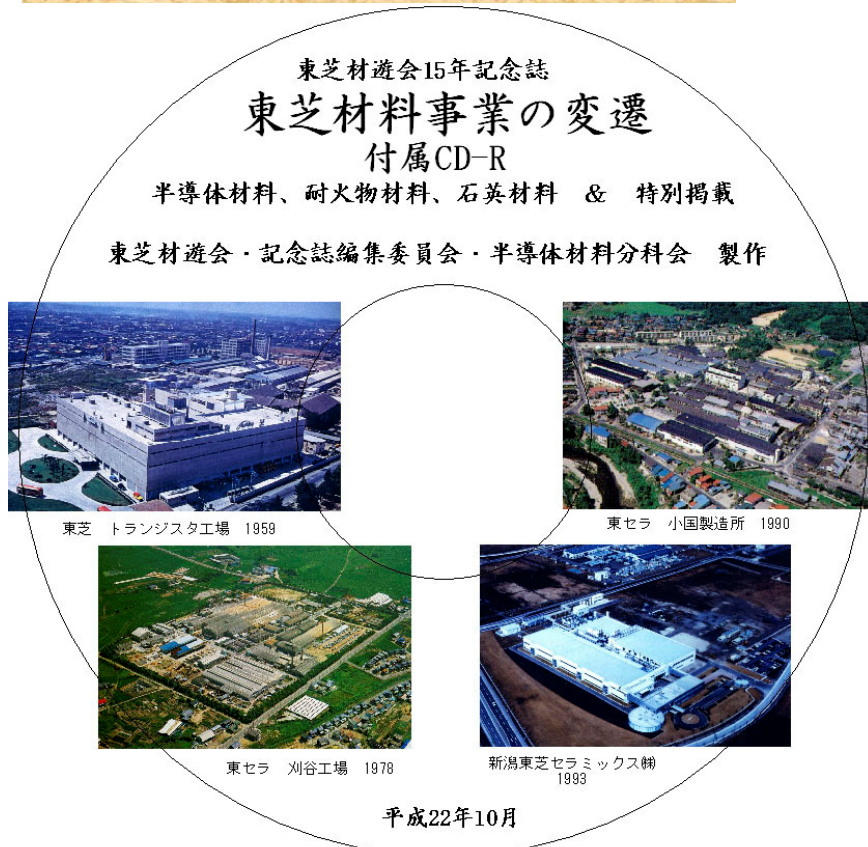 東芝材遊会15年記念誌
東芝材料事業の変遷
付属CD-R
半導体材料、耐火物材料、石英材料 & 特別掲載
東芝材遊会・記念誌編集委員会・半導体材料分科会 製作
東芝 トランジスタ工場 1959
東セラ 小国製造所 1990
東セラ 刈谷工場 1978
新潟東芝セラミックス㈱
1993
平成22年10月